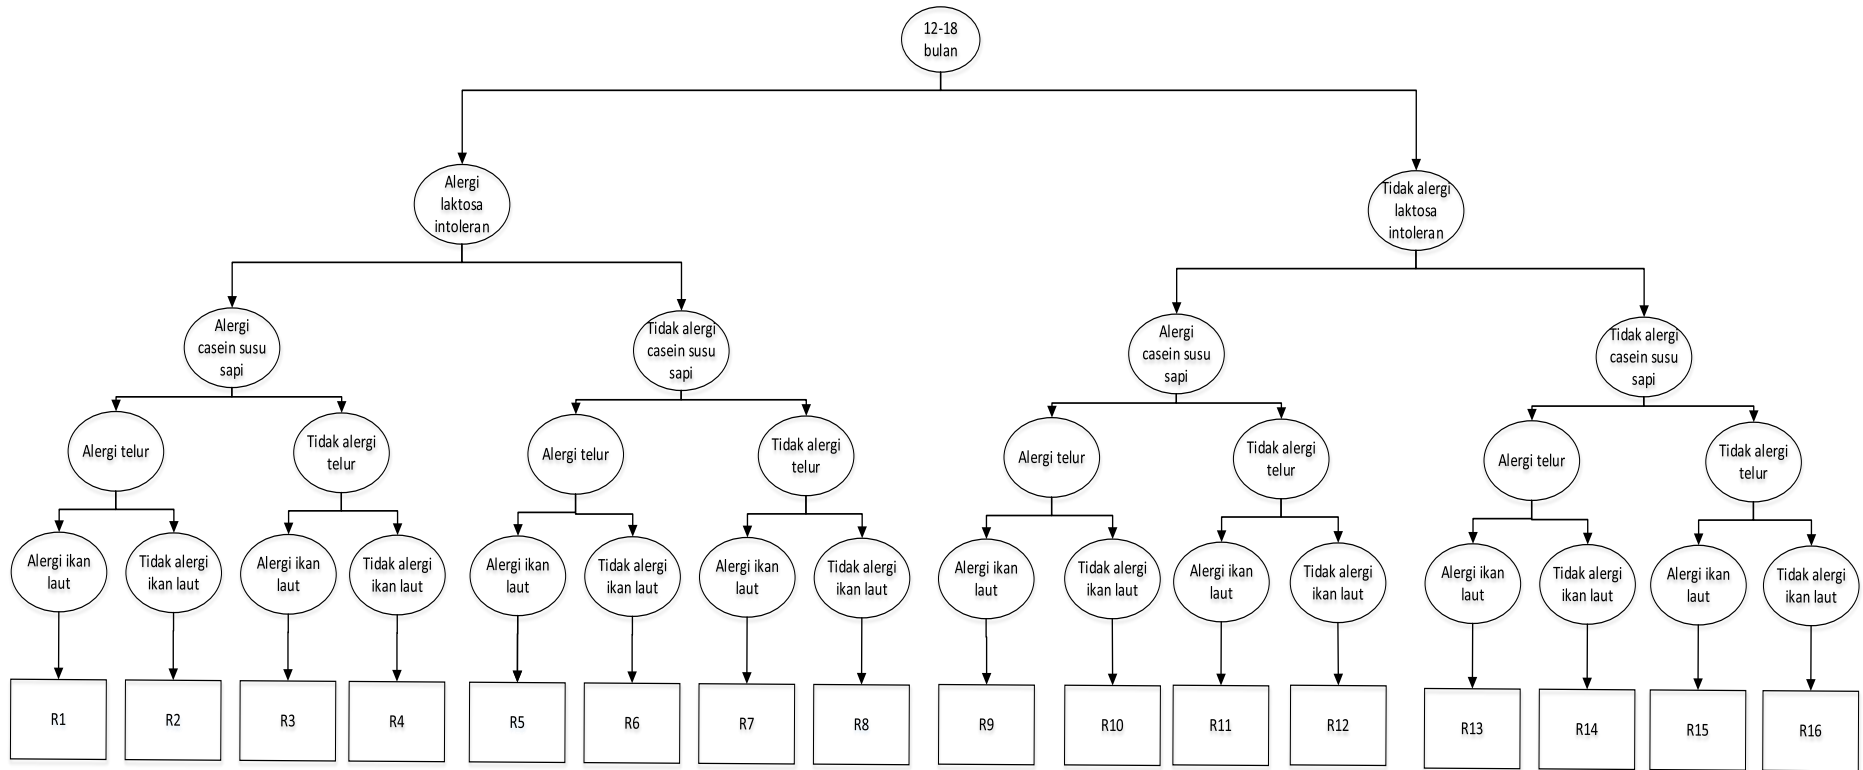 12-18
bulan
Alergi
laktosa
intoleran
Tidak alergi
laktosa
intoleran
Alergi
casein susu
sapi
Tidak alergi
casein susu
sapi
Alergi
casein susu
sapi
Tidak alergi
casein susu
sapi
Alergi telur
Tidak alergi
telur
Alergi telur
Tidak alergi
telur
Alergi telur
Tidak alergi
telur
Alergi telur
Tidak alergi
telur
Alergi ikan
laut
Tidak alergi
ikan laut
Alergi ikan
laut
Tidak alergi
ikan laut
Alergi ikan
laut
Tidak alergi
ikan laut
Alergi ikan
laut
Tidak alergi
ikan laut
Alergi ikan
laut
Tidak alergi
ikan laut
Alergi ikan
laut
Tidak alergi
ikan laut
Alergi ikan
laut
Tidak alergi
ikan laut
Alergi ikan
laut
Tidak alergi
ikan laut
R1
R2
R3
R4
R5
R6
R7
R8
R9
R10
R11
R12
R13
R14
R15
R16